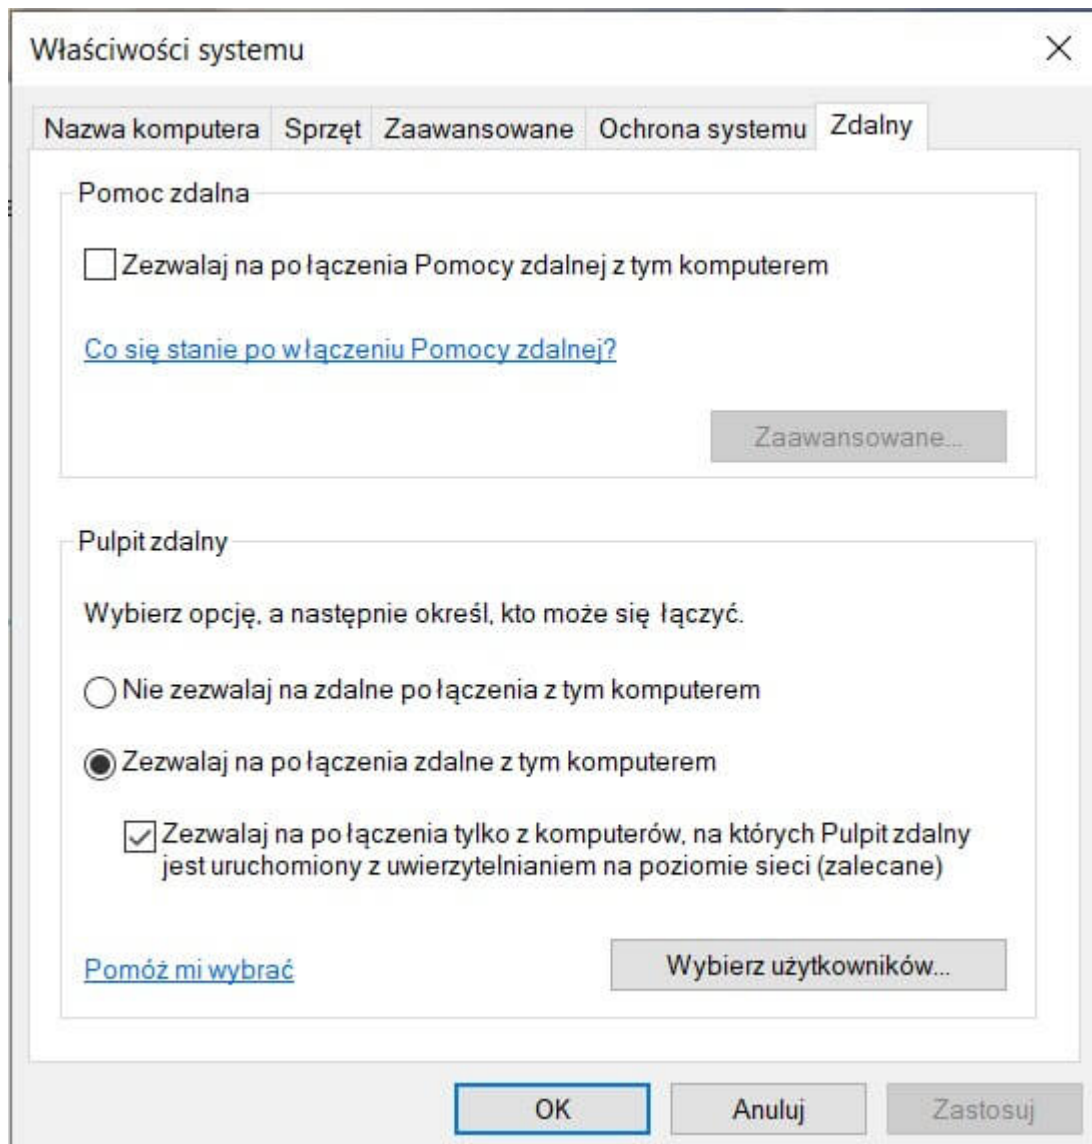 Właściwości systemu
Nazwa komputera Sprzęt Zaawansowane Ochrona systemu Zdalny
Pomoc zdalna
Zezwalaj na połączenia Pomocy zdalnej z tym komputerem
Co się stanie po włączeniu Pomocy zdalnej?
Zaawansowane...
Pulpit zdalny
Wybierz opcję, a następnie określ, kto może się łączyć.
Nie zezwalaj na zdalne połączenia z tym komputerem
Zezwalaj na połączenia zdalne z tym komputerem
Zezwalaj na połączenia tylko z komputerów, na których Pulpit zdalny
jest uruchomiony z uwierzytelnianiem na poziomie sieci (zalecane)
Pomóż mi wybrać
Wybierz użytkowników...
OK Anuluj Zastosuj